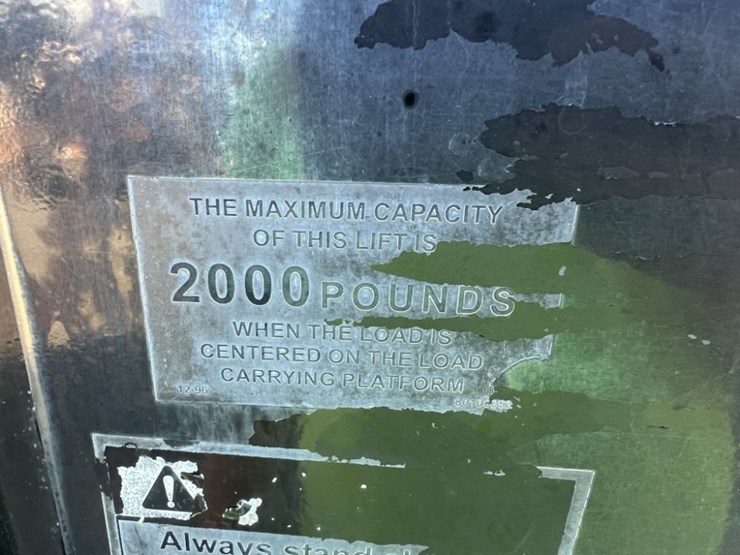 THE MAXIMUM CAPACITY
OF THIS LIFT IS
2000 POUNDS
WHEN THE LOAD IS
CENTERED ON THE LOAD
CARRYING PLATFORM
Always stand